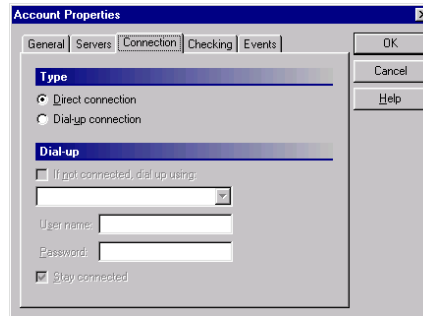 Account Properties
General Servers Connection Checking Events
OK
Cancel
Help
Type
Direct connection
Dial-up connection
Dial-up
If not connected, dial up using:
User name:
Password:
Stay connected